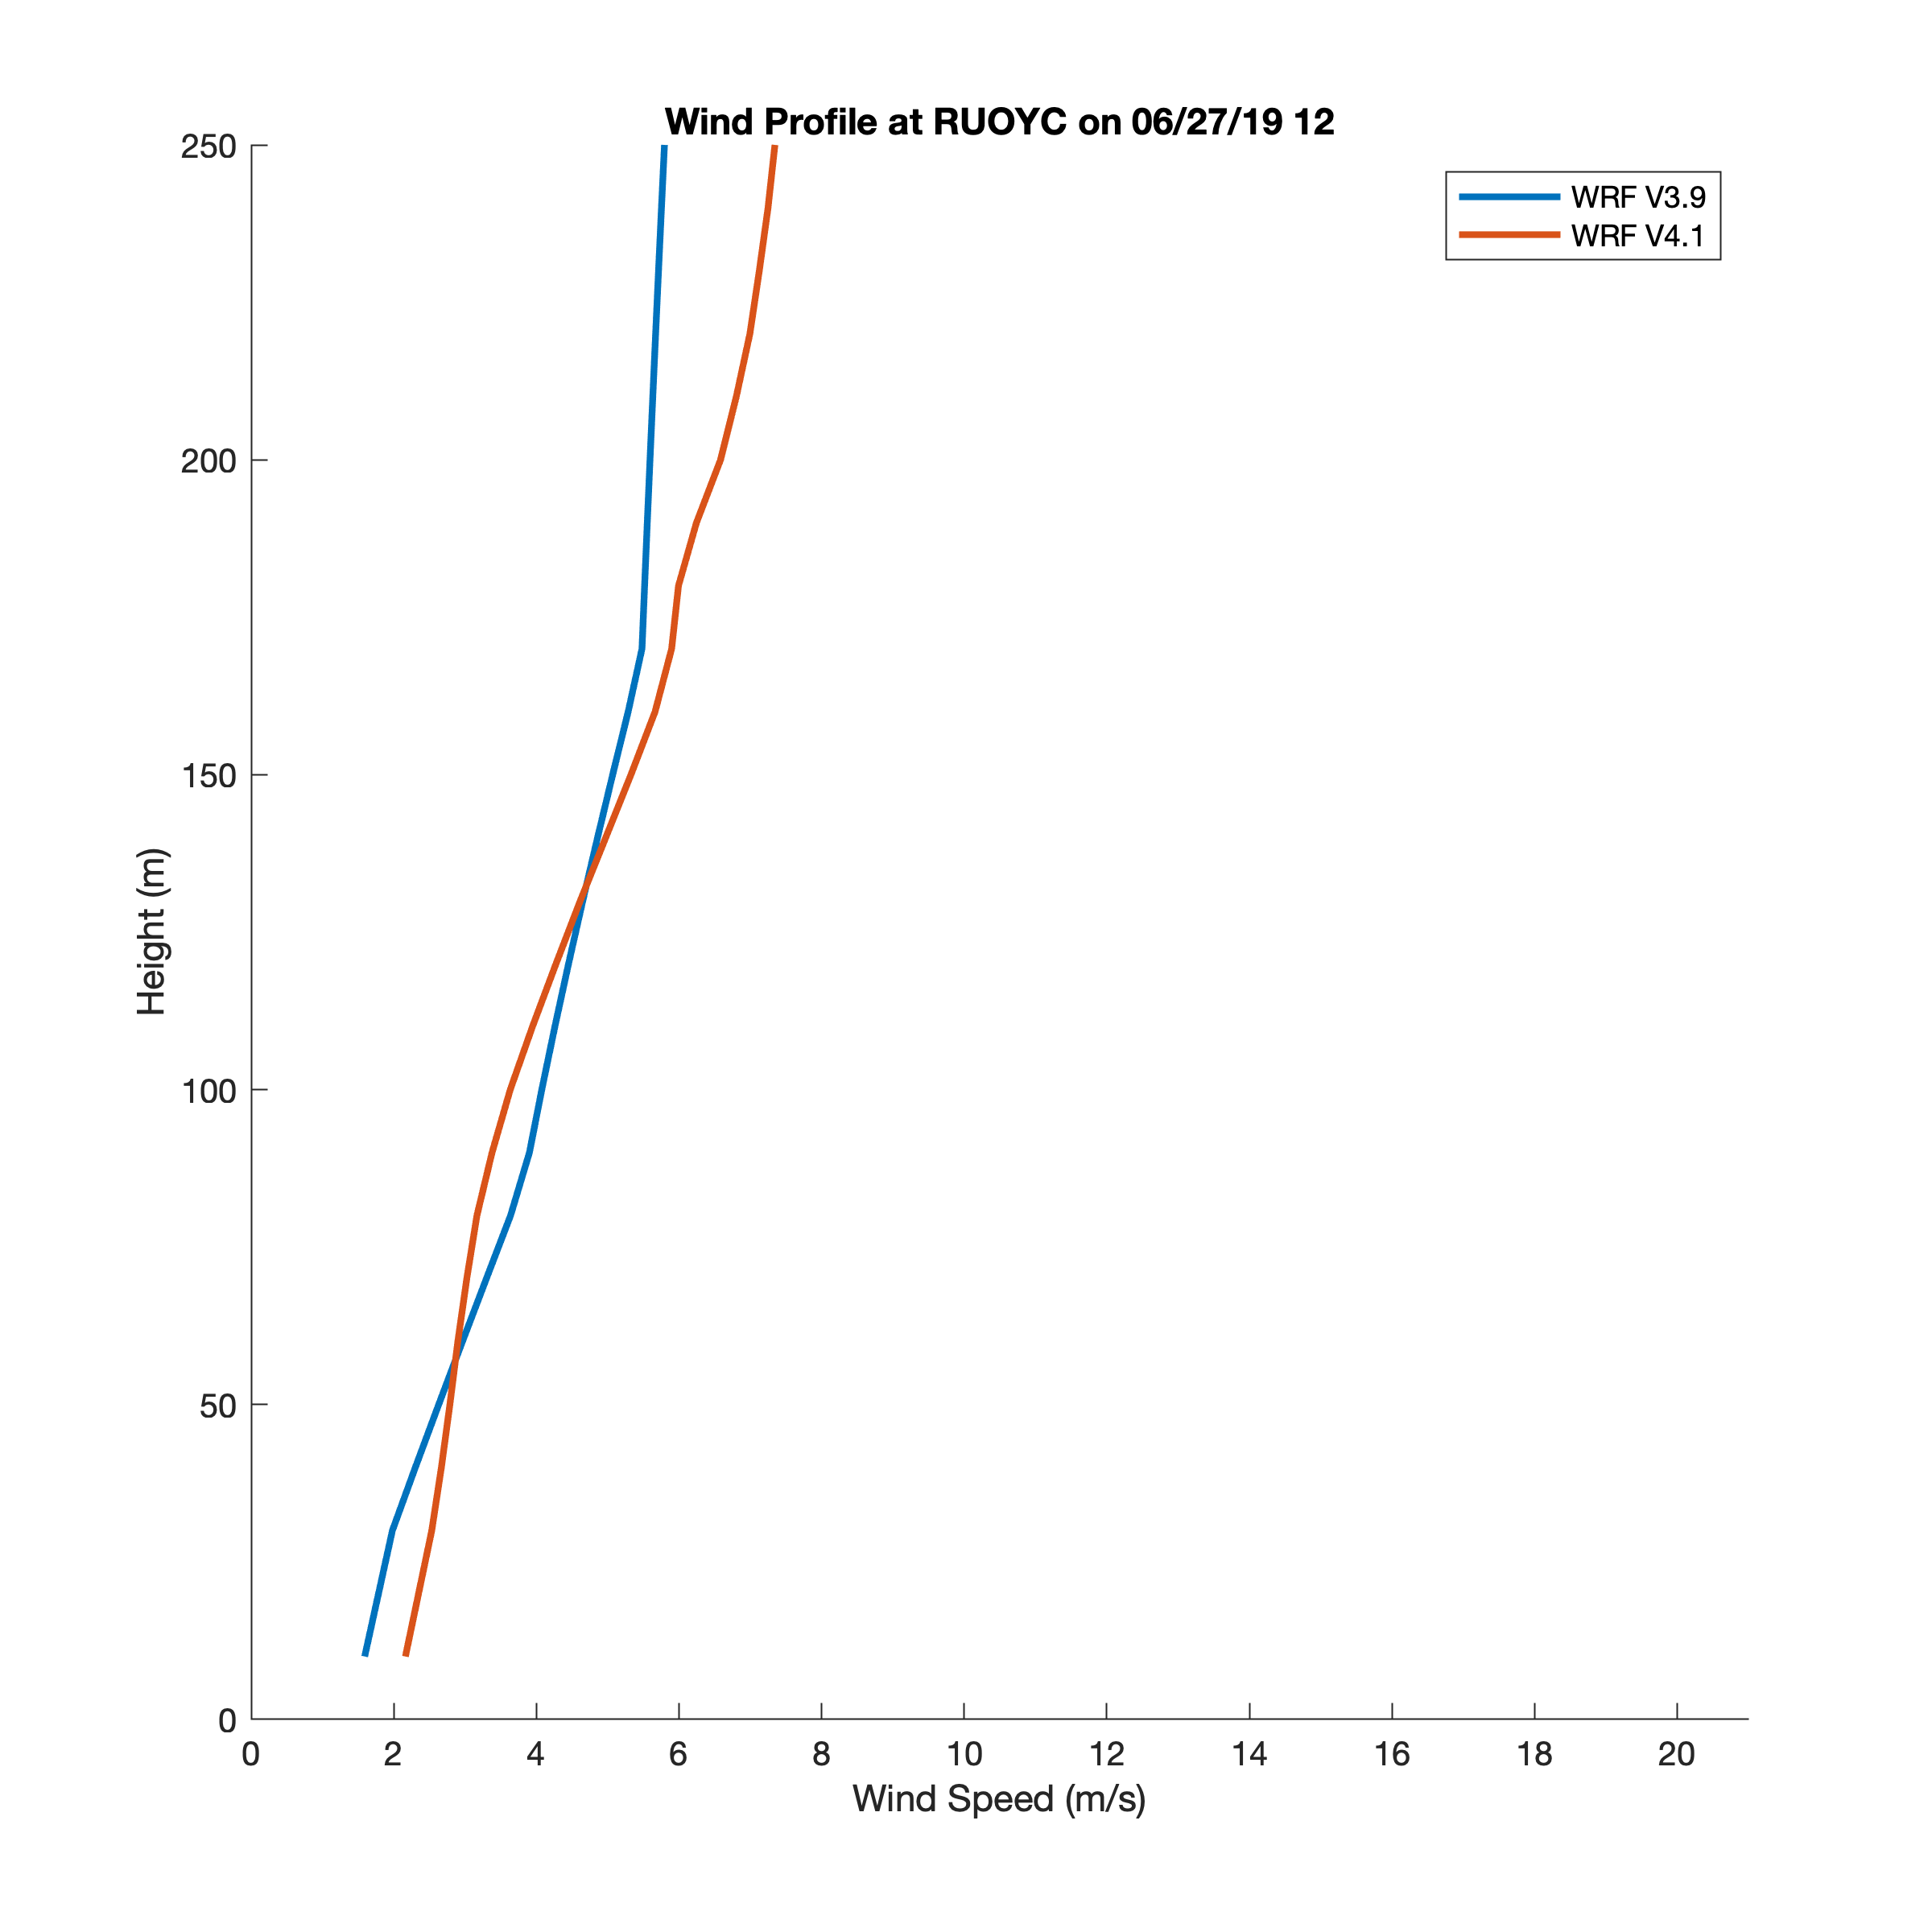 Wind Profile at RUOYC on 06/27/19 12
WRF V3.9
WRF V4.1
250
200
150
100
50
0
Height (m)
0 2 4 6 8 10 12 14 16 18 20
Wind Speed (m/s)